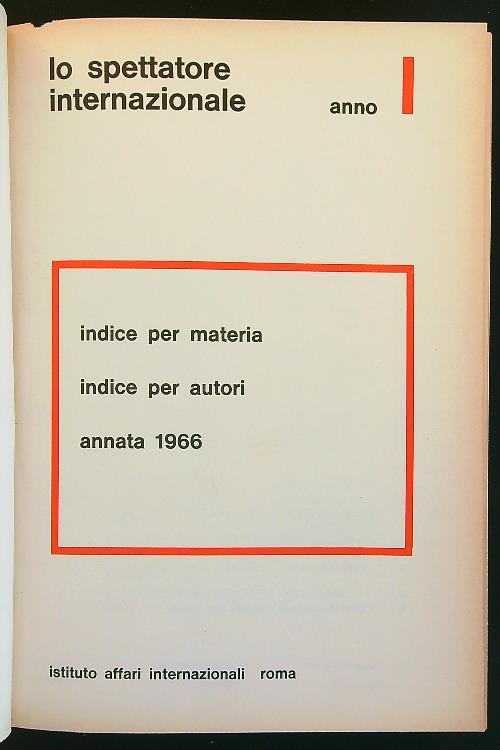 lo spettatore
internazionale anno I
indice per materia
indice per autori
annata 1966
istituto affari internazionali roma